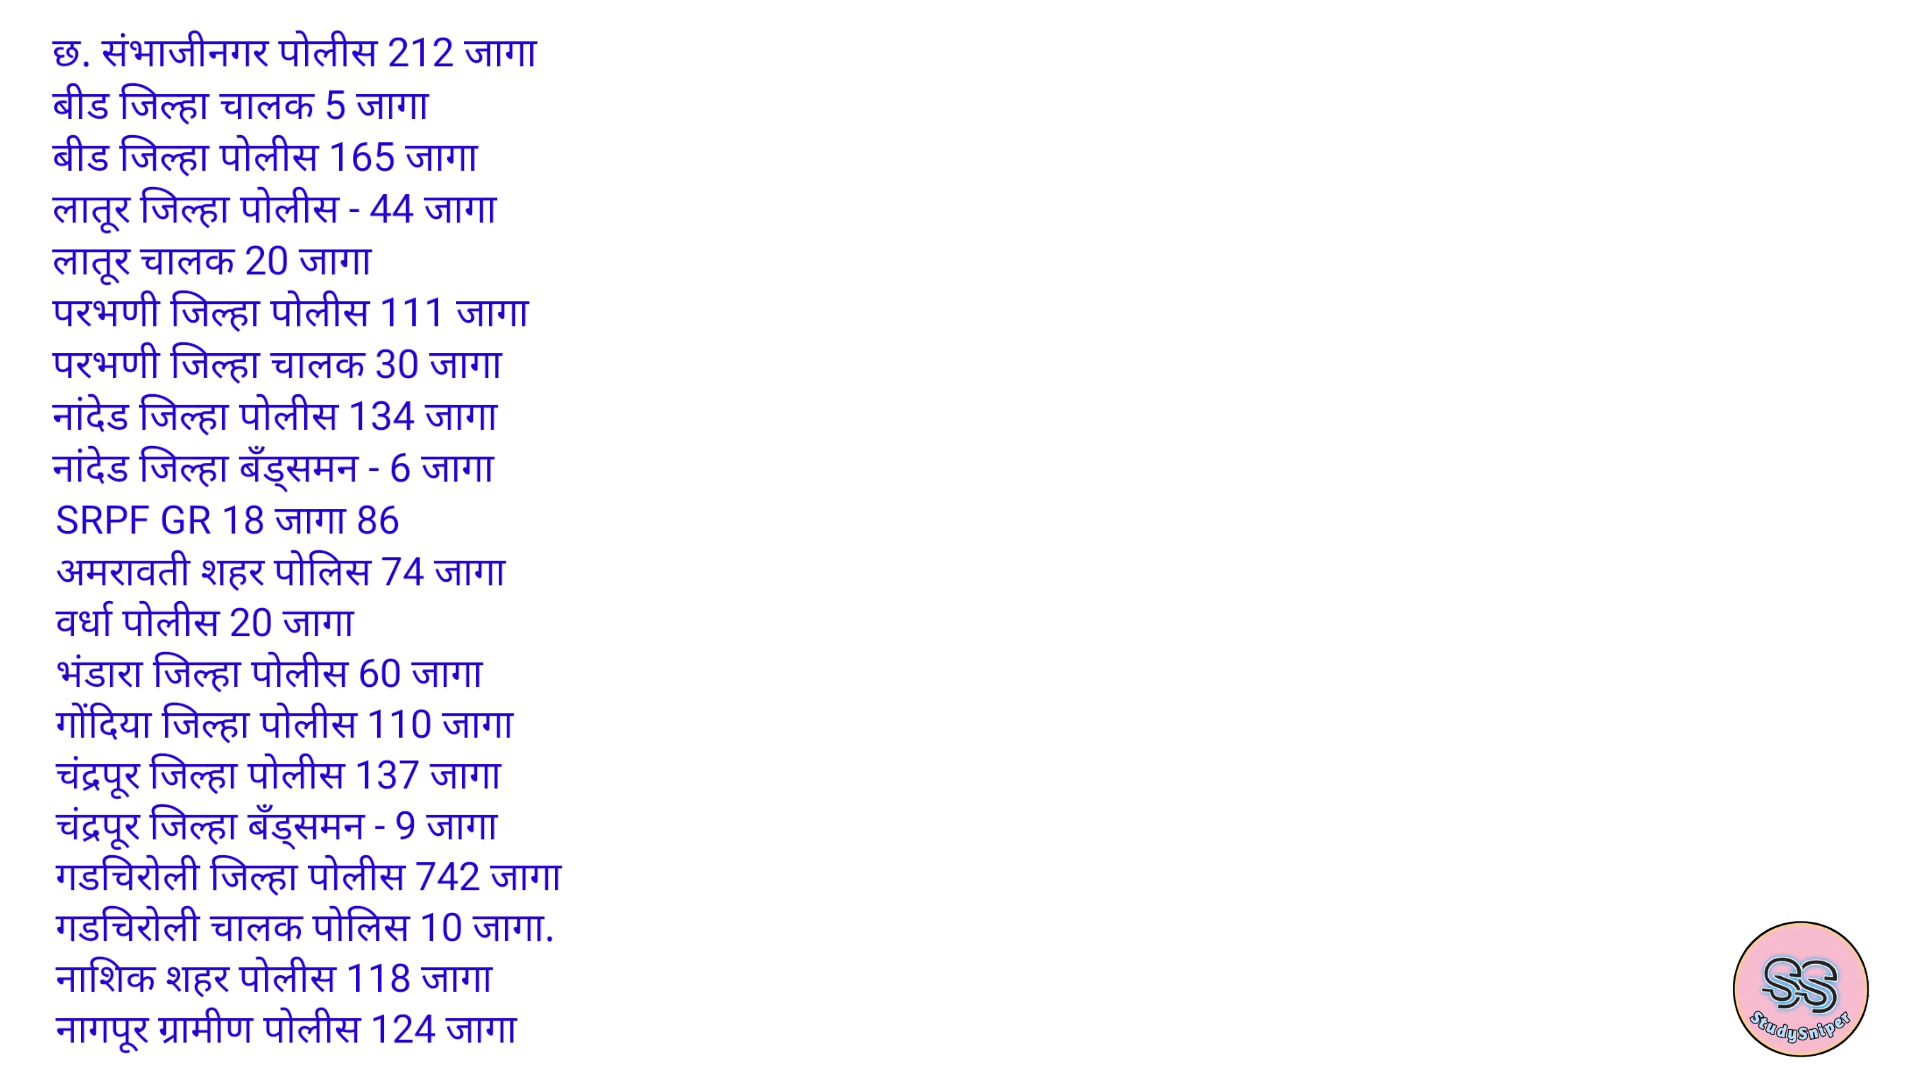 छ. संभाजीनगर पोलीस 212 जागा
बीड जिल्हा चालक 5 जागा
बीड जिल्हा पोलीस 165 जागा
लातूर जिल्हा पोलीस - 44 जागा
लातूर चालक 20 जागा
परभणी जिल्हा पोलीस 111 जागा
परभणी जिल्हा चालक 30 जागा
नांदेड जिल्हा पोलीस 134 जागा
नांदेड जिल्हा बँड्समन - 6 जागा
SRPF GR 18 जागा 86
अमरावती शहर पोलिस 74 जागा
वर्धा पोलीस 20 जागा
भंडारा जिल्हा पोलीस 60 जागा
गोंदिया जिल्हा पोलीस 110 जागा
चंद्रपूर जिल्हा पोलीस 137 जागा
चंद्रपूर जिल्हा बँड्समन - 9 जागा
गडचिरोली जिल्हा पोलीस 742 जागा
गडचिरोली चालक पोलिस 10 जागा.
नाशिक शहर पोलीस 118 जागा
नागपूर ग्रामीण पोलीस 124 जागा
SS
StudySniper